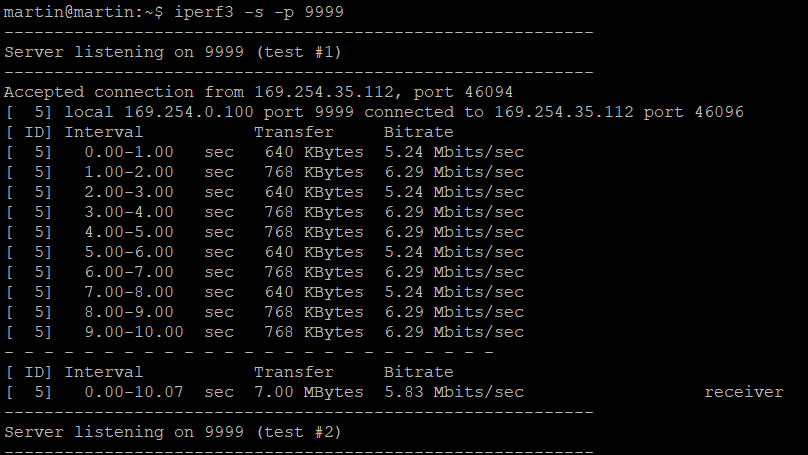 martin@martin:~$ iperf3 -s -p 9999
-----------------------------------------------------------
Server listening on 9999 (test #1)
-----------------------------------------------------------
Accepted connection from 169.254.35.112, port 46094
[  5] local 169.254.0.100 port 9999 connected to 169.254.35.112 port 46096
[ ID] Interval           Transfer     Bitrate
[  5]   0.00-1.00   sec   640 KBytes  5.24 Mbits/sec
[  5]   1.00-2.00   sec   768 KBytes  6.29 Mbits/sec
[  5]   2.00-3.00   sec   640 KBytes  5.24 Mbits/sec
[  5]   3.00-4.00   sec   768 KBytes  6.29 Mbits/sec
[  5]   4.00-5.00   sec   768 KBytes  6.29 Mbits/sec
[  5]   5.00-6.00   sec   640 KBytes  5.24 Mbits/sec
[  5]   6.00-7.00   sec   768 KBytes  6.29 Mbits/sec
[  5]   7.00-8.00   sec   640 KBytes  5.24 Mbits/sec
[  5]   8.00-9.00   sec   768 KBytes  6.29 Mbits/sec
[  5]   9.00-10.00  sec   768 KBytes  6.29 Mbits/sec
- - - - - - - - - - - - - - - - - - - - - - - - -
[ ID] Interval           Transfer     Bitrate
[  5]   0.00-10.07  sec  7.00 MBytes  5.83 Mbits/sec                  receiver
-----------------------------------------------------------
Server listening on 9999 (test #2)
-----------------------------------------------------------